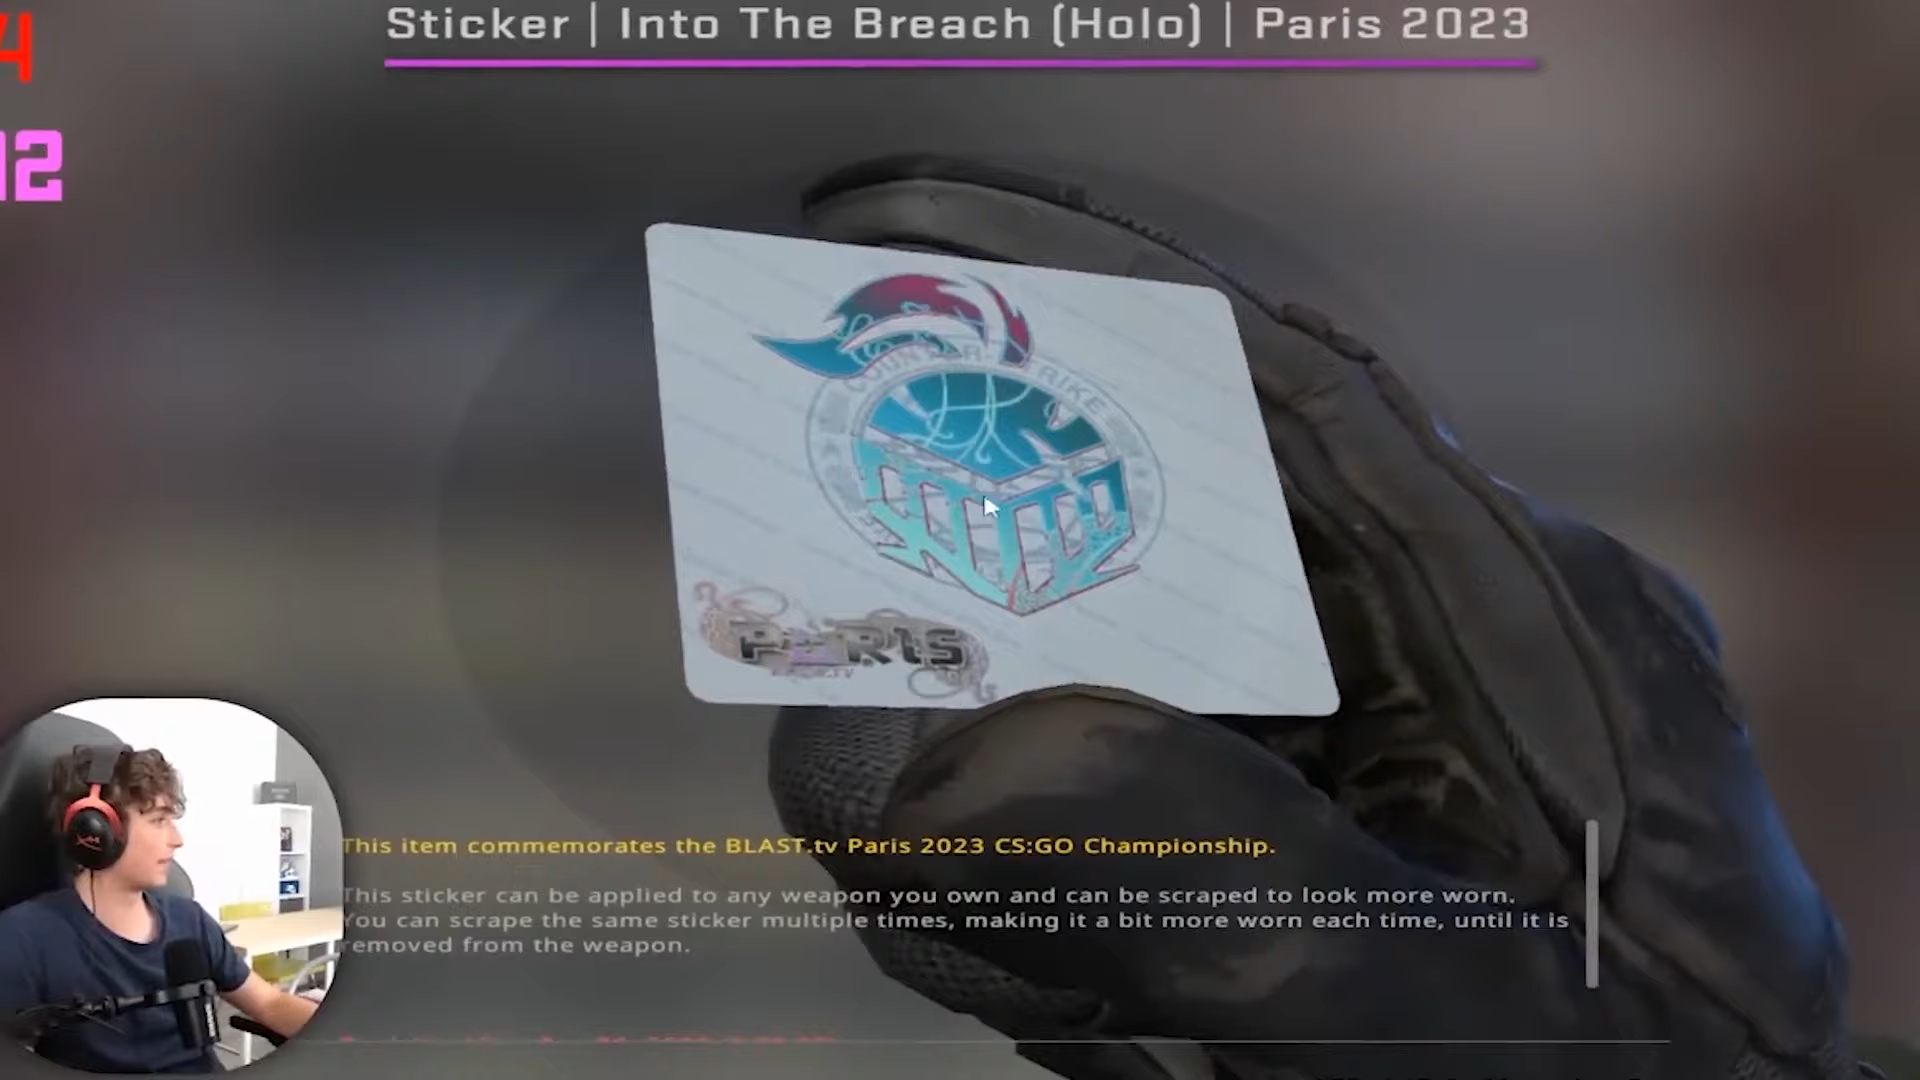 Sticker | Into The Breach (Holo) | Paris 2023
4
12
COUNTER-STRIKE
PARIS
This item commemorates the BLAST.tv Paris 2023 CS:GO Championship.
This sticker can be applied to any weapon you own and can be scraped to look more worn.
You can scrape the same sticker multiple times, making it a bit more worn each time, until it is
removed from the weapon.